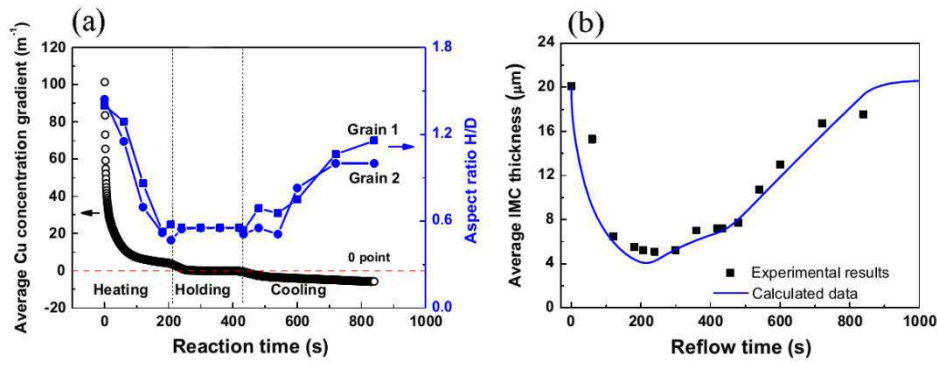 (a)
Average Cu concentration gradient (m⁻¹)
120
100
80
60
40
20
0
-20
0
200
400
600
800
1000
Reaction time (s)
Heating
Holding
Cooling
0 point
Grain 1
Grain 2
1.8
1.2
0.6
0.0
Aspect ratio H/D
(b)
Average IMC thickness (μm)
24
20
16
12
8
4
0
0
200
400
600
800
1000
Reflow time (s)
Experimental results
Calculated data